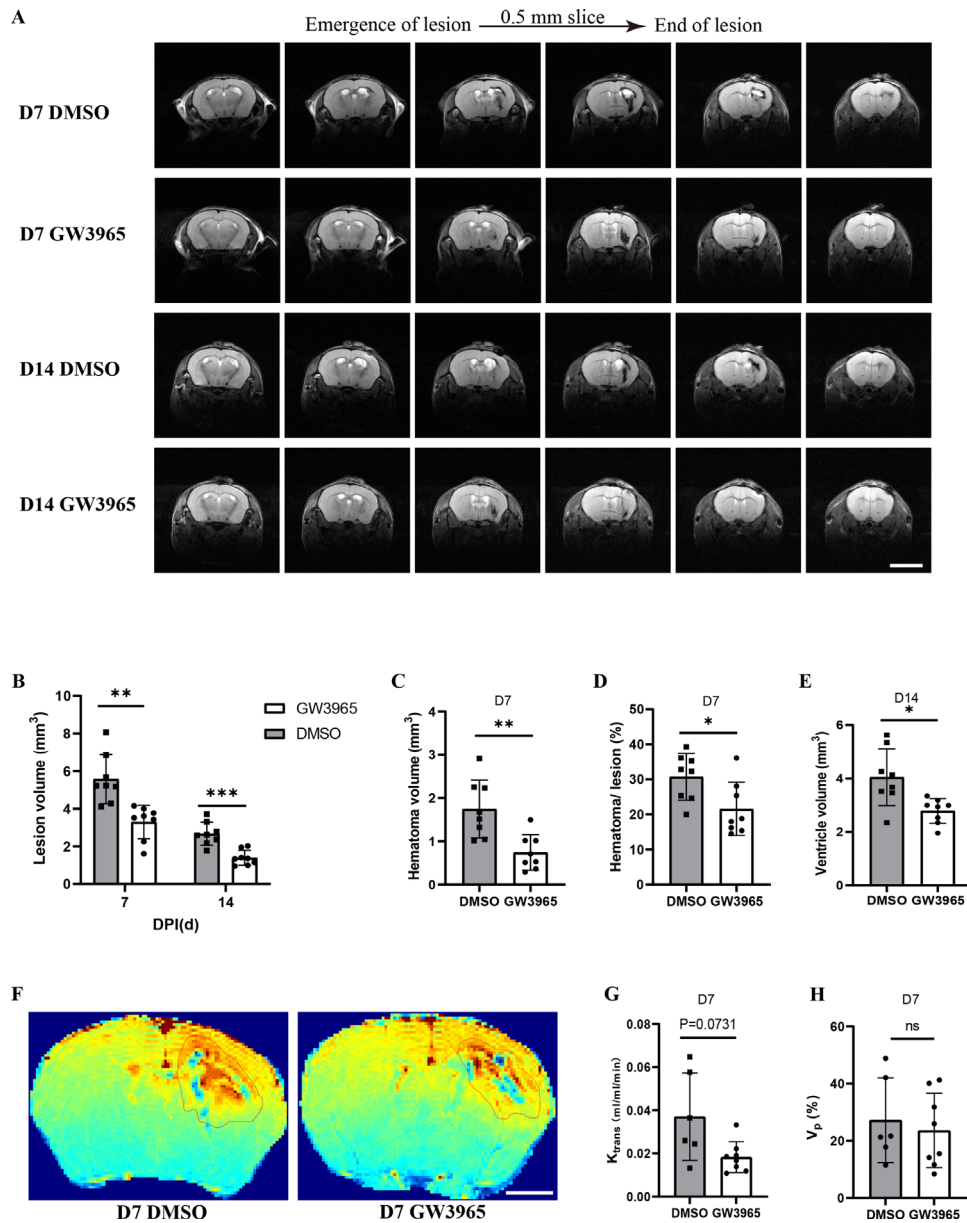 A
Emergence of lesion 0.5 mm slice End of lesion
D7 DMSO
D7 GW3965
D14 DMSO
D14 GW3965
B
Lesion volume (mm³)
10
8
6
4
2
0
**
***
7 14
DPI(d)
GW3965
DMSO
C
D7
Hematoma volume (mm³)
4
3
2
1
0
**
DMSO GW3965
D
D7
Hematoma/ lesion (%)
50
40
30
20
10
0
*
DMSO GW3965
E
D14
Ventricle volume (mm³)
6
4
2
0
*
DMSO GW3965
F
D7 DMSO D7 GW3965
G
D7
Ktrans (ml/ml/min)
0.08
0.06
0.04
0.02
0.00
P=0.0731
DMSO GW3965
H
D7
Vp (%)
60
40
20
0
ns
DMSO GW3965